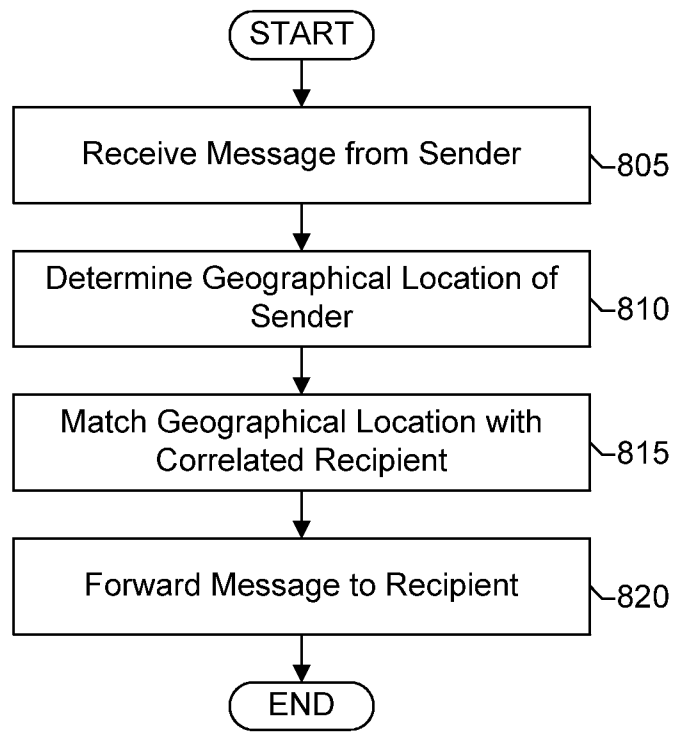 START
Receive Message from Sender
805
Determine Geographical Location of
Sender
810
Match Geographical Location with
Correlated Recipient
815
Forward Message to Recipient
820
END